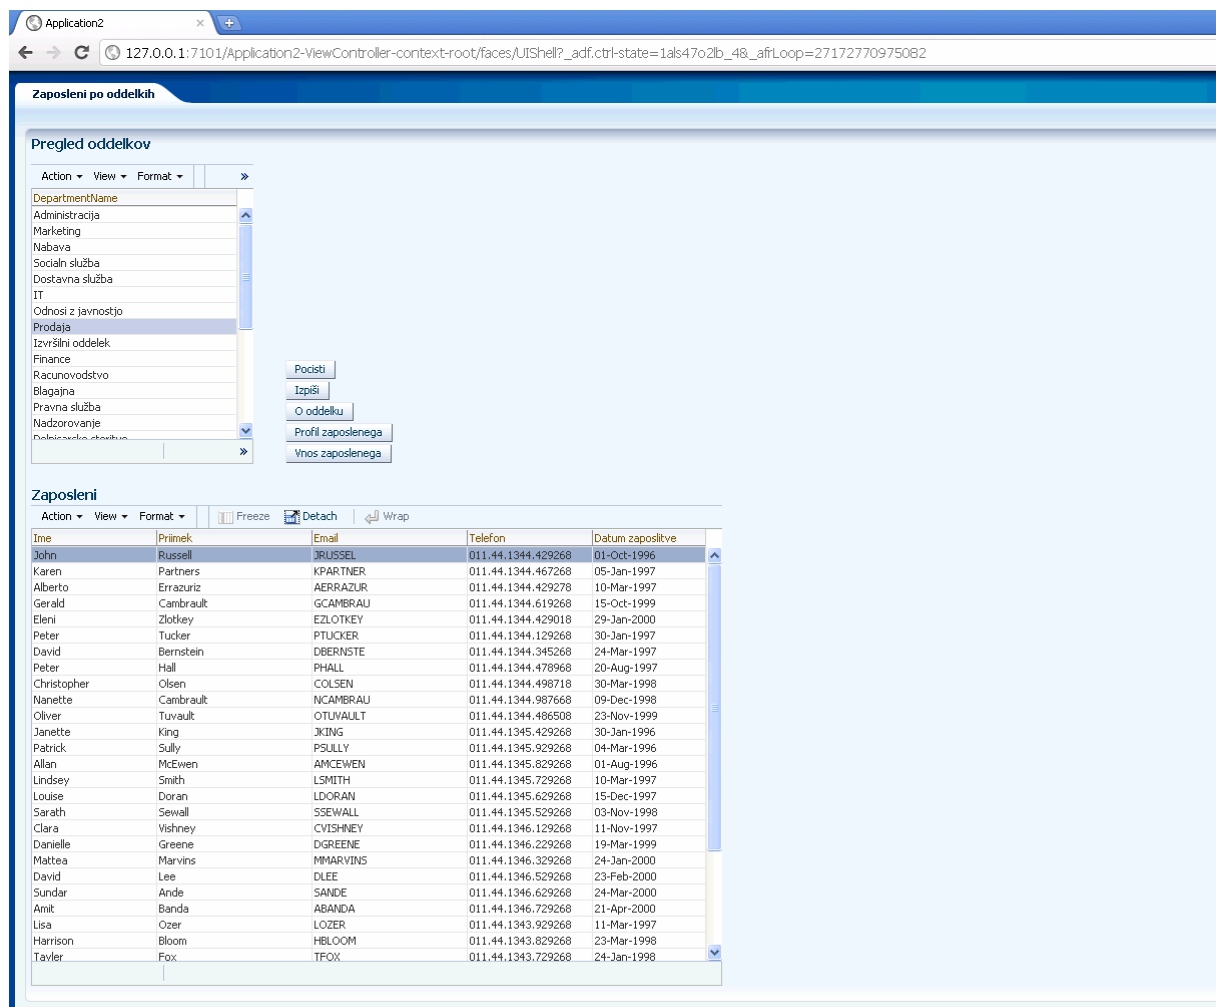 Application2
127.0.0.1:7101/Application2-ViewController-context-root/faces/UIShell?_adf.ctrl-state=1als47o2lb_4&_afrLoop=27172770975082
Zaposleni po oddelkih
Pregled oddelkov
Action View Format »
DepartmentName
Administracija
Marketing
Nabava
Socialn služba
Dostavna služba
IT
Odnosi z javnostjo
Prodaja
Izvršilni oddelek
Finance
Racunovodstvo
Blagajna
Pravna služba
Nadzorovanje
»
Pocisti
Izpiši
O oddelku
Profil zaposlenega
Vnos zaposlenega
Zaposleni
Action View Format Freeze Detach Wrap
Ime Priimek Email Telefon Datum zaposlitve
John Russell JRUSSEL 011.44.1344.429268 01-Oct-1996
Karen Partners KPARTNER 011.44.1344.467268 05-Jan-1997
Alberto Errazuriz AERRAZUR 011.44.1344.429278 10-Mar-1997
Gerald Cambrault GCAMBRAU 011.44.1344.619268 15-Oct-1999
Eleni Zlotkey EZLOTKEY 011.44.1344.429018 29-Jan-2000
Peter Tucker PTUCKER 011.44.1344.129268 30-Jan-1997
David Bernstein DBERNSTE 011.44.1344.345268 24-Mar-1997
Peter Hall PHALL 011.44.1344.478968 20-Aug-1997
Christopher Olsen COLSEN 011.44.1344.498718 30-Mar-1998
Nanette Cambrault NCAMBRAU 011.44.1344.987668 09-Dec-1998
Oliver Tuvault OTUVAULT 011.44.1344.486508 23-Nov-1999
Janette King JKING 011.44.1345.429268 30-Jan-1996
Patrick Sully PSULLY 011.44.1345.929268 04-Mar-1996
Allan McEwen AMCEWEN 011.44.1345.829268 01-Aug-1996
Lindsey Smith LSMITH 011.44.1345.729268 10-Mar-1997
Louise Doran LDORAN 011.44.1345.629268 15-Dec-1997
Sarath Sewall SSEWALL 011.44.1345.529268 03-Nov-1998
Clara Vishney CVISHNEY 011.44.1346.129268 11-Nov-1997
Danielle Greene DGREENE 011.44.1346.229268 19-Mar-1999
Mattea Marvins MMARVINS 011.44.1346.329268 24-Jan-2000
David Lee DLEE 011.44.1346.529268 23-Feb-2000
Sundar Ande SANDE 011.44.1346.629268 24-Mar-2000
Amit Banda ABANDA 011.44.1346.729268 21-Apr-2000
Lisa Ozer LOZER 011.44.1343.929268 11-Mar-1997
Harrison Bloom HBLOOM 011.44.1343.829268 23-Mar-1998
Tayler Fox TFOX 011.44.1343.729268 24-Jan-1998